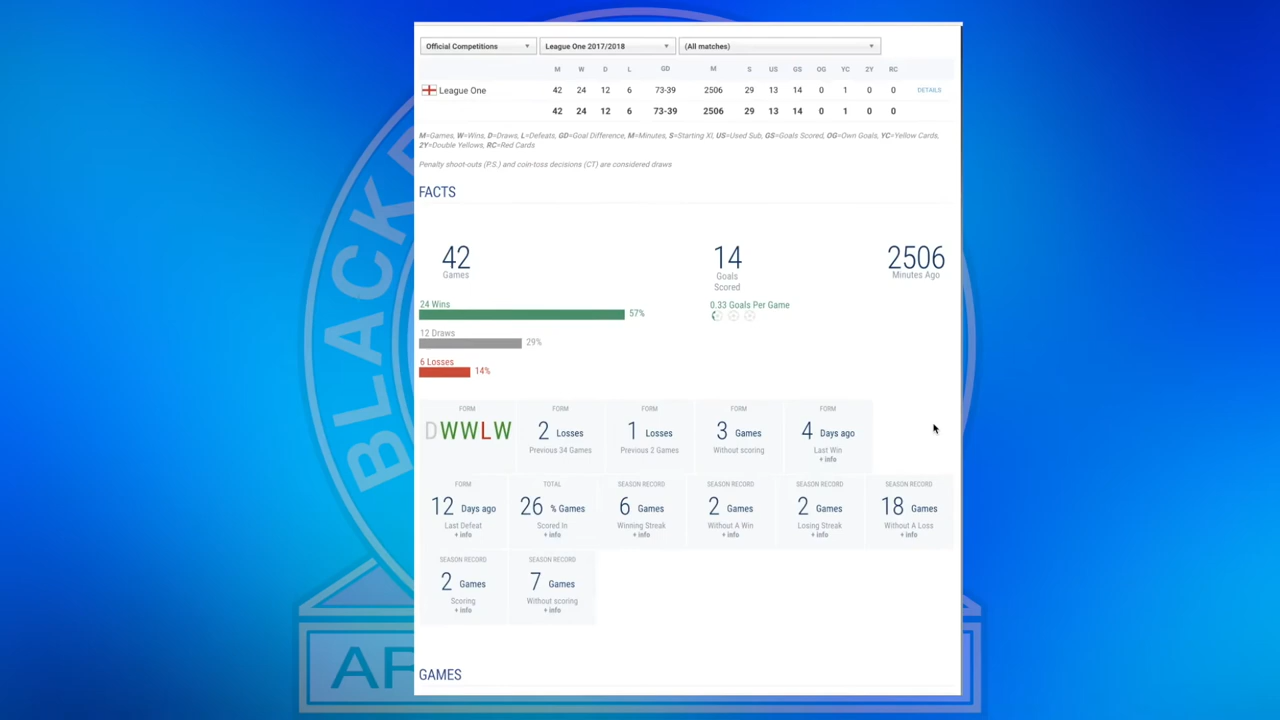 Official Competitions League One 2017/2018 (All matches)
M W D L GD M S US GS OG YC 2Y RC
League One 42 24 12 6 73-39 2506 29 13 14 0 1 0 0 DETAILS
42 24 12 6 73-39 2506 29 13 14 0 1 0 0
M=Games, W=Wins, D=Draws, L=Defeats, GD=Goal Difference, M=Minutes, S=Starting XI, US=Used Sub, GS=Goals Scored, OG=Own Goals, YC=Yellow Cards,
2Y=Double Yellows, RC=Red Cards
Penalty shoot-outs (P.S.) and coin-toss decisions (CT) are considered draws
FACTS
42 14 2506
Games Goals Minutes Ago
Scored
24 Wins 0.33 Goals Per Game
57%
12 Draws
29%
6 Losses
14%
FORM FORM FORM FORM FORM
DWWLW 2 Losses 1 Losses 3 Games 4 Days ago
Previous 34 Games Previous 2 Games Without scoring Last Win
+ info
FORM TOTAL SEASON RECORD SEASON RECORD SEASON RECORD SEASON RECORD
12 Days ago 26 % Games 6 Games 2 Games 2 Games 18 Games
Last Defeat Scored In Winning Streak Without A Win Losing Streak Without A Loss
+ info + info + info + info + info + info
SEASON RECORD SEASON RECORD
2 Games 7 Games
Scoring Without scoring
+ info + info
GAMES
BLACK
AR